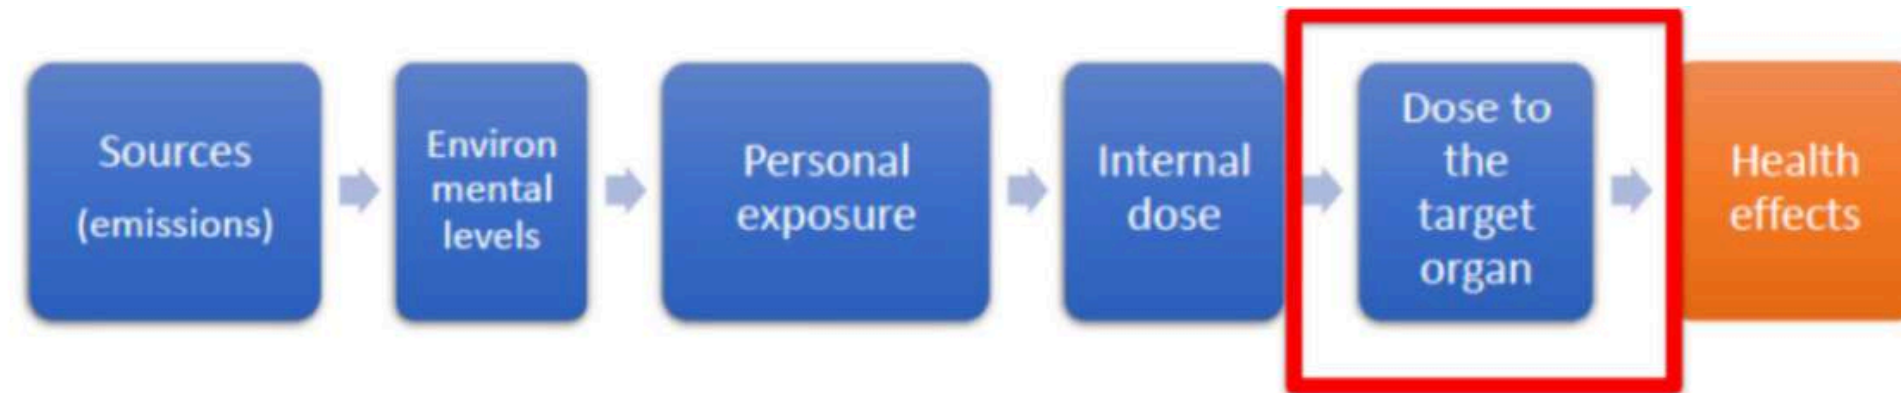 Sources
(emissions)
Environ
mental
levels
Personal
exposure
Internal
dose
Dose to
the
target
organ
Health
effects